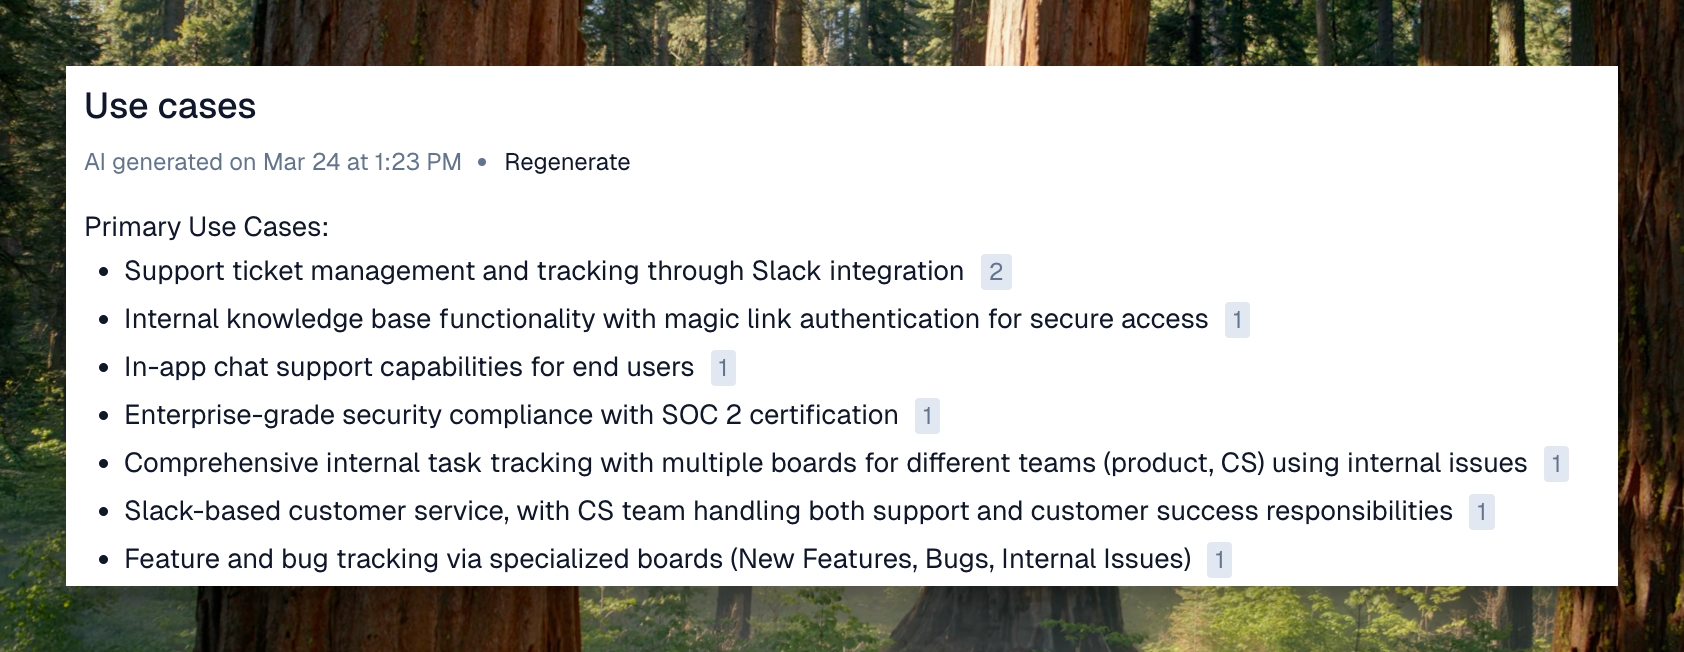 Use cases
AI generated on Mar 24 at 1:23 PM • Regenerate
Primary Use Cases:
• Support ticket management and tracking through Slack integration 2
• Internal knowledge base functionality with magic link authentication for secure access 1
• In-app chat support capabilities for end users 1
• Enterprise-grade security compliance with SOC 2 certification 1
• Comprehensive internal task tracking with multiple boards for different teams (product, CS) using internal issues 1
• Slack-based customer service, with CS team handling both support and customer success responsibilities 1
• Feature and bug tracking via specialized boards (New Features, Bugs, Internal Issues) 1